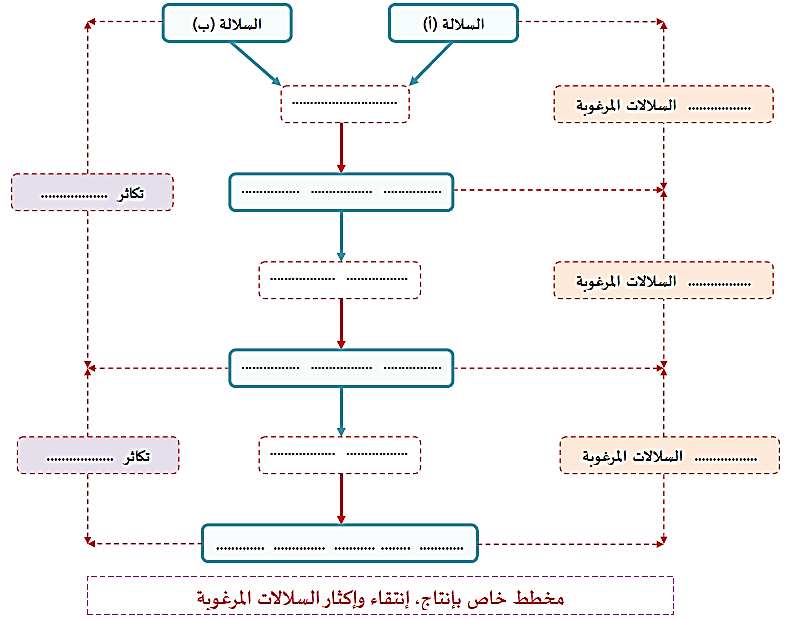 السلالة (أ)
السلالة (ب)
..............................
................ السلالات المرغوبة
................ ................. ................
تكاثر ..................
.................. .................
................ السلالات المرغوبة
................ ................. ................
.................. .................
................ السلالات المرغوبة
تكاثر ..................
............ ........ ........... .............. .............
مخطط خاص بإنتاج، إنتقاء وإكثار السلالات المرغوبة